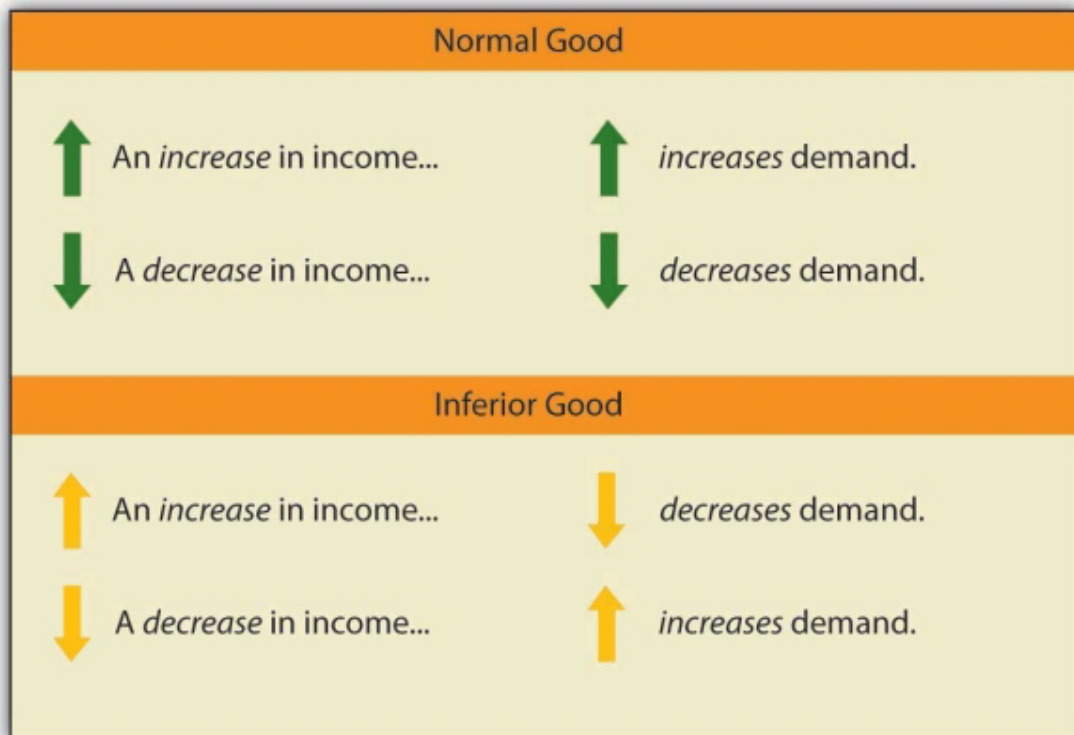 Normal Good
An increase in income... increases demand.
A decrease in income... decreases demand.
Inferior Good
An increase in income... decreases demand.
A decrease in income... increases demand.